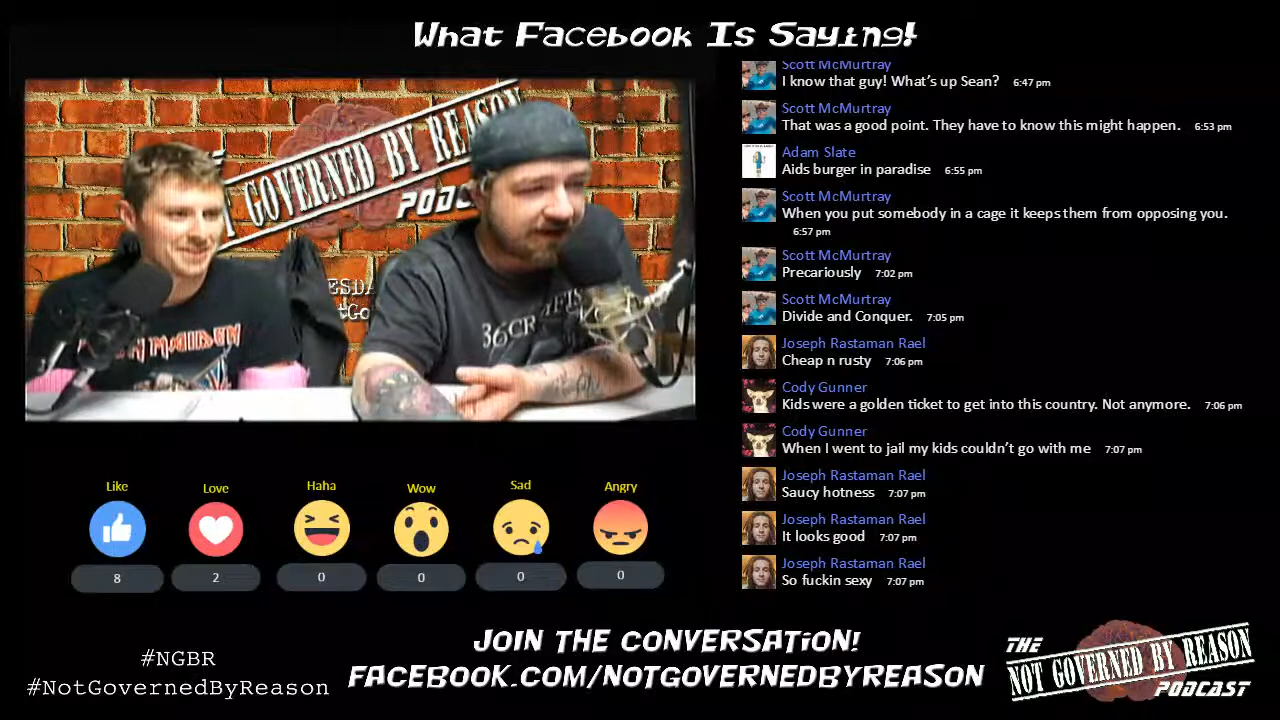 What Facebook Is Saying!
Scott McMurtray
I know that guy! What's up Sean? 6:47 pm
Scott McMurtray
That was a good point. They have to know this might happen. 6:53 pm
Adam Slate
Aids burger in paradise 6:55 pm
Scott McMurtray
When you put somebody in a cage it keeps them from opposing you.
6:57 pm
Scott McMurtray
Precariously 7:02 pm
Scott McMurtray
Divide and Conquer. 7:05 pm
Joseph Rastaman Rael
Cheap n rusty 7:06 pm
Cody Gunner
Kids were a golden ticket to get into this country. Not anymore. 7:06 pm
Cody Gunner
When I went to jail my kids couldn't go with me 7:07 pm
Joseph Rastaman Rael
Saucy hotness 7:07 pm
Joseph Rastaman Rael
It looks good 7:07 pm
Joseph Rastaman Rael
So fuckin sexy 7:07 pm
GOVERNED BY REASON
MAIDEN
36CR
Like Love Haha Wow Sad Angry
8 2 0 0 0 0
#NGBR
#NotGovernedByReason
JOIN THE CONVERSATION!
FACEBOOK.COM/NOTGOVERNEDBYREASON
THE
NOT GOVERNED BY REASON
PODCAST